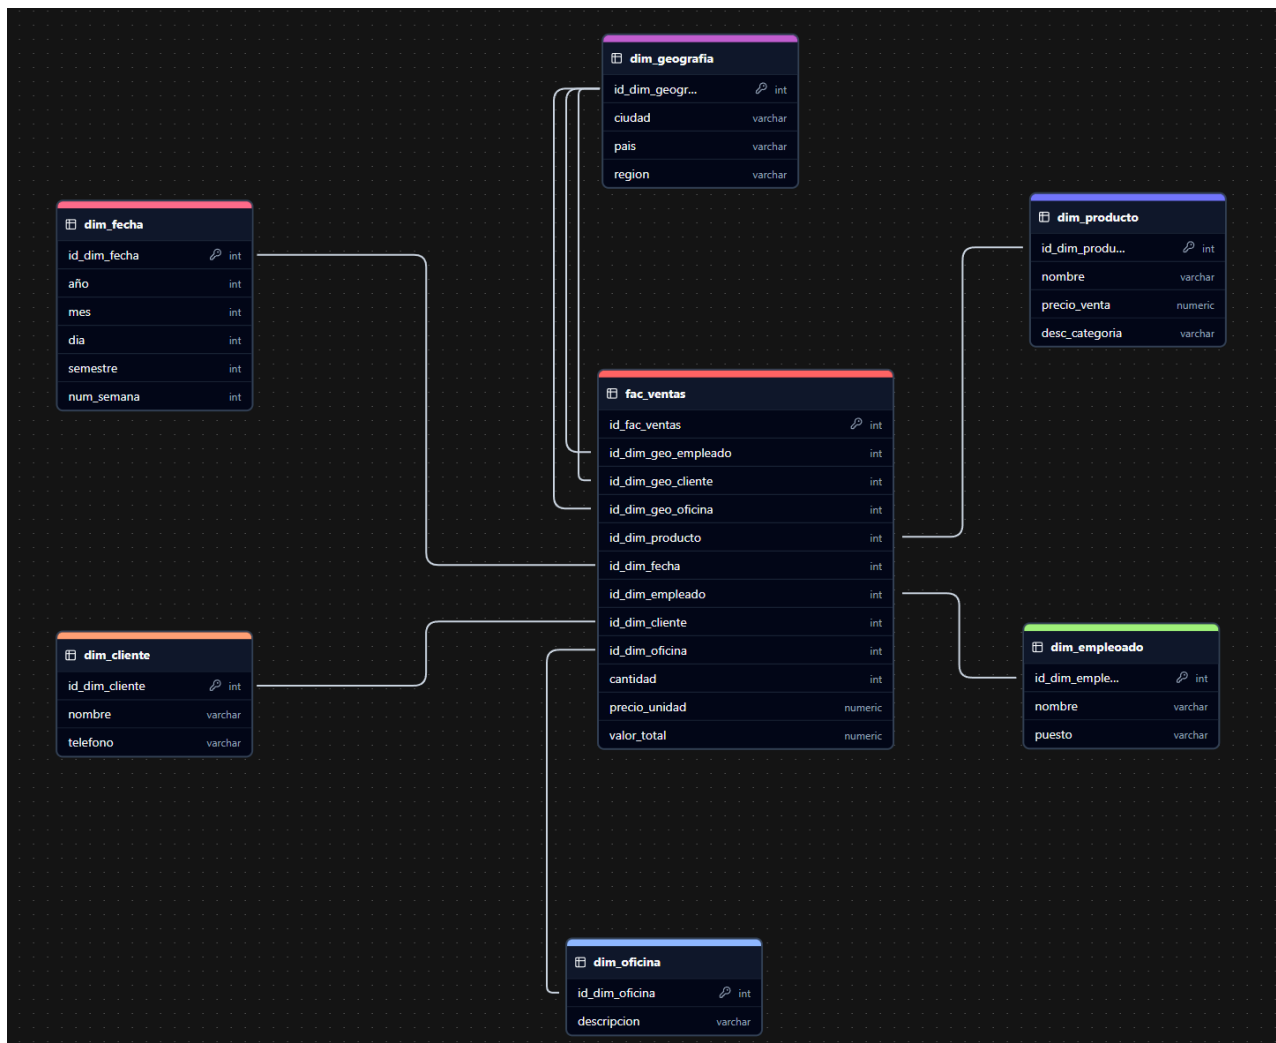 dim_geografia
id_dim_geogr... int
ciudad varchar
pais varchar
region varchar
dim_fecha
id_dim_fecha int
año int
mes int
dia int
semestre int
num_semana int
dim_producto
id_dim_produ... int
nombre varchar
precio_venta numeric
desc_categoria varchar
fac_ventas
id_fac_ventas int
id_dim_geo_empleado int
id_dim_geo_cliente int
id_dim_geo_oficina int
id_dim_producto int
id_dim_fecha int
id_dim_empleado int
id_dim_cliente int
id_dim_oficina int
cantidad int
precio_unidad numeric
valor_total numeric
dim_cliente
id_dim_cliente int
nombre varchar
telefono varchar
dim_empleoado
id_dim_emple... int
nombre varchar
puesto varchar
dim_oficina
id_dim_oficina int
descripcion varchar